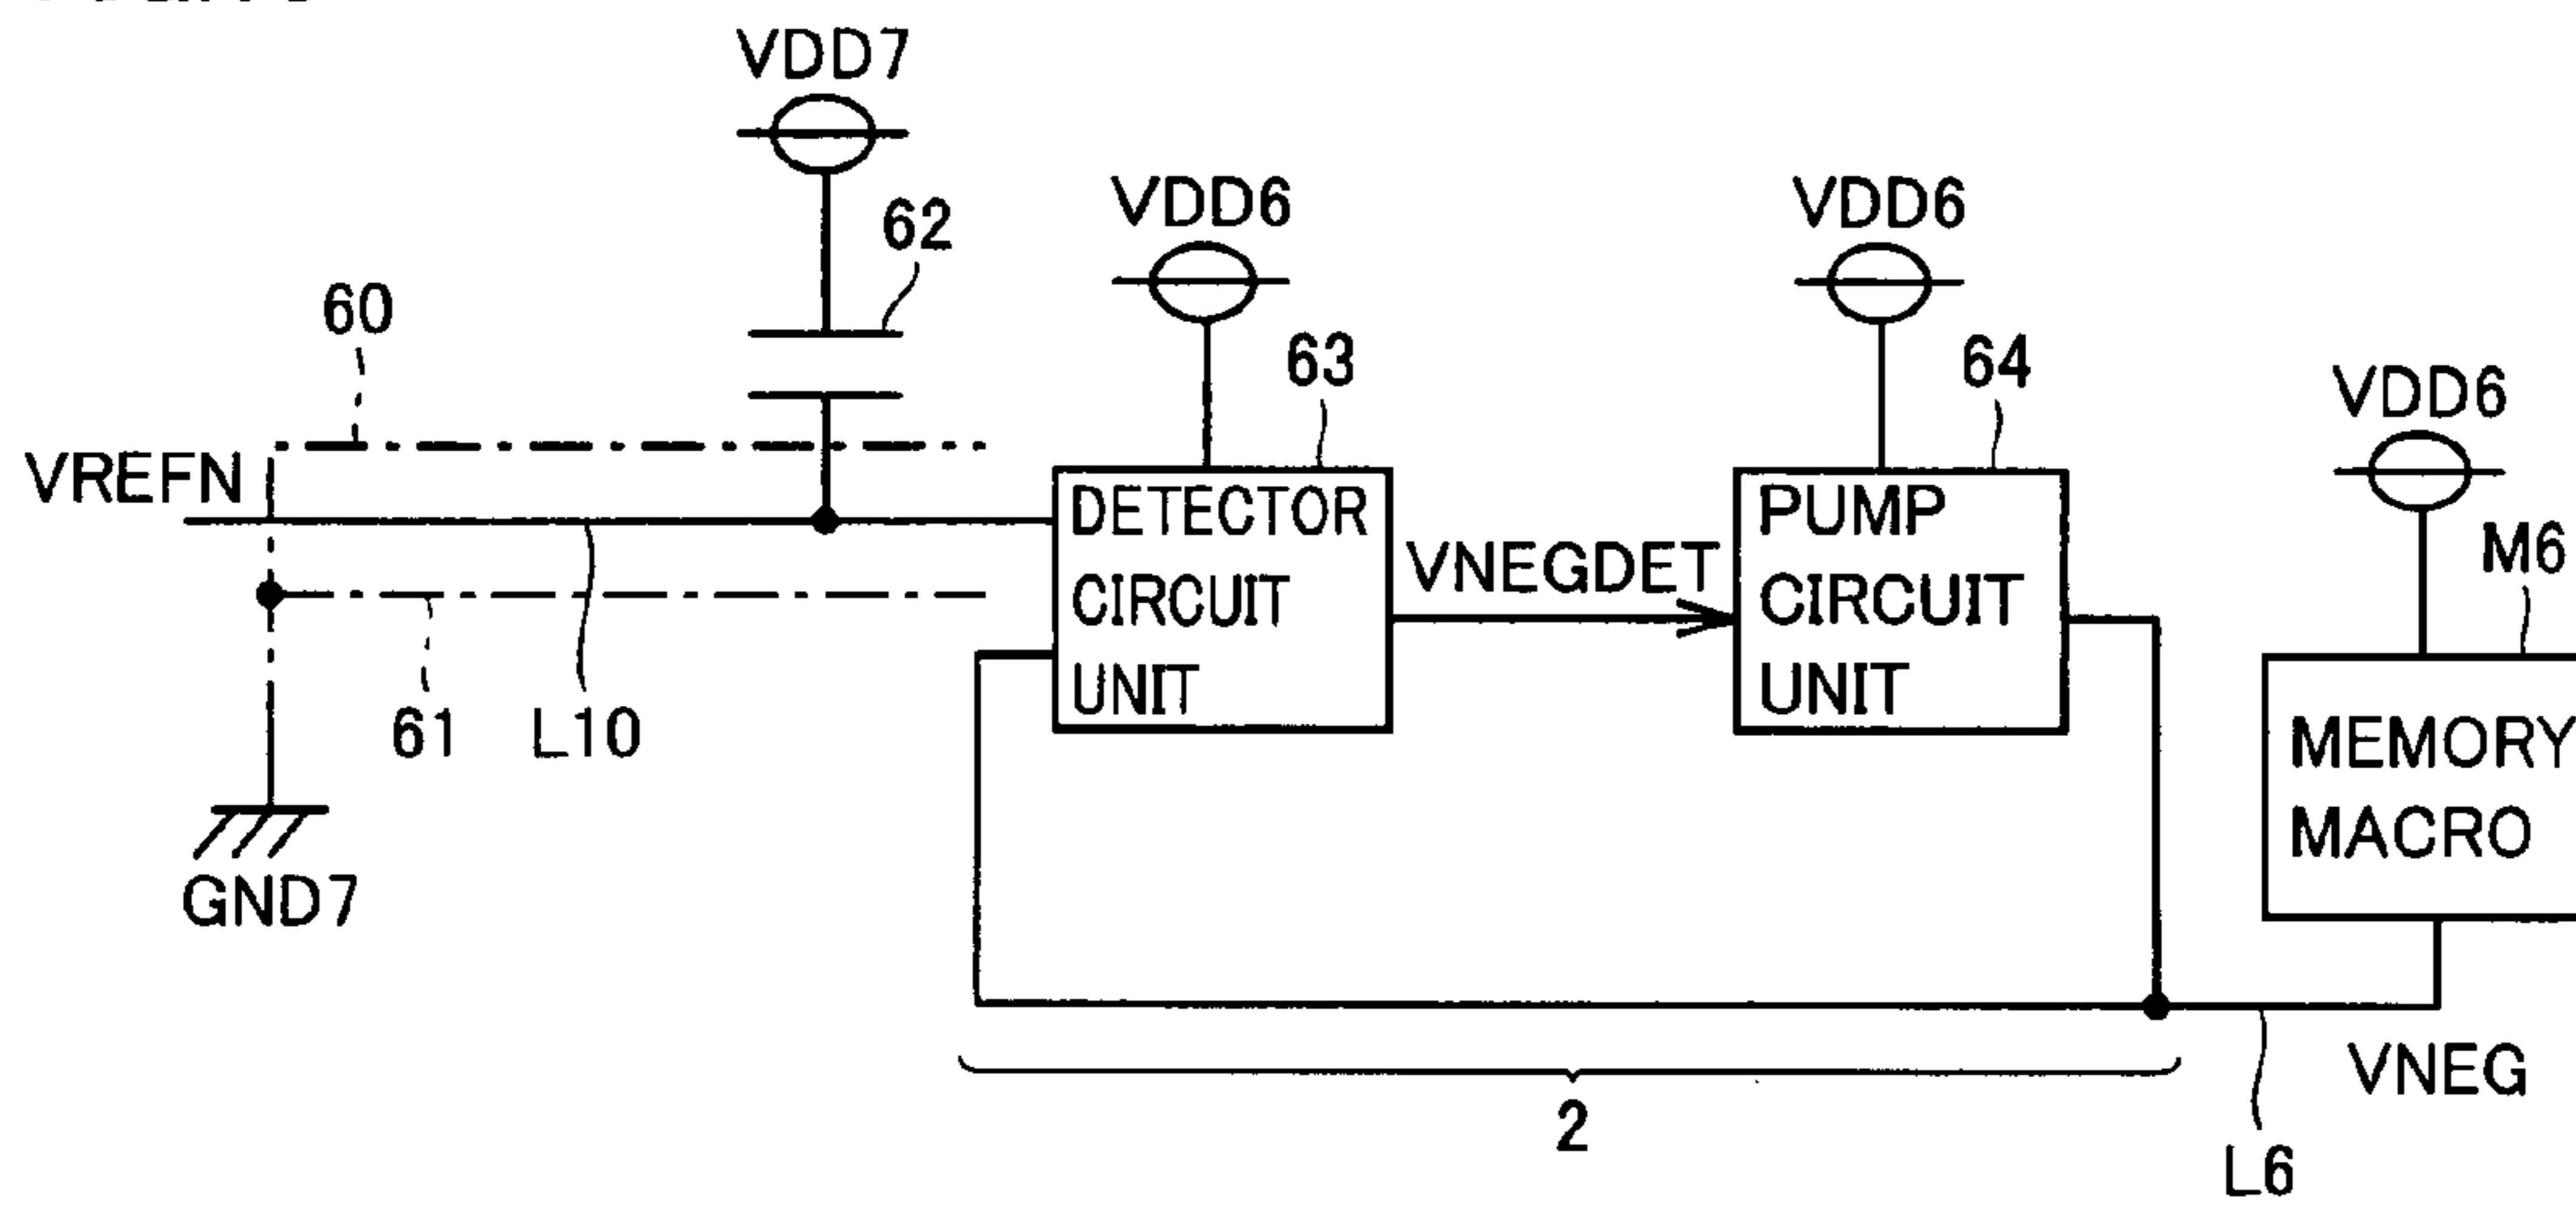 VDD7
62
VDD6
VDD6
60
63
64
VDD6
VREFN
M6
DETECTOR
CIRCUIT
UNIT
VNEGDET
PUMP
CIRCUIT
UNIT
61
L10
MEMORY
MACRO
GND7
VNEG
2
L6